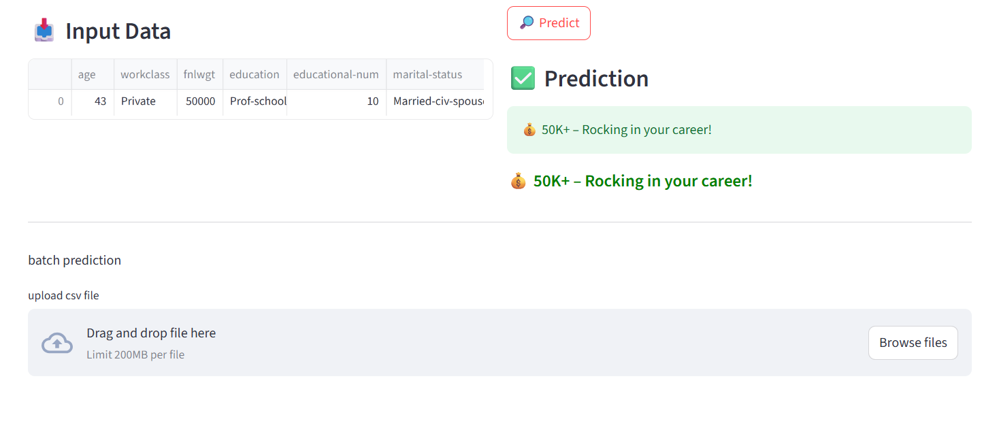 Input Data
age workclass fnlwgt education educational-num marital-status
0 43 Private 50000 Prof-school 10 Married-civ-spous
🔎 Predict
Prediction
50K+ – Rocking in your career!
50K+ – Rocking in your career!
batch prediction
upload csv file
Drag and drop file here
Limit 200MB per file
Browse files